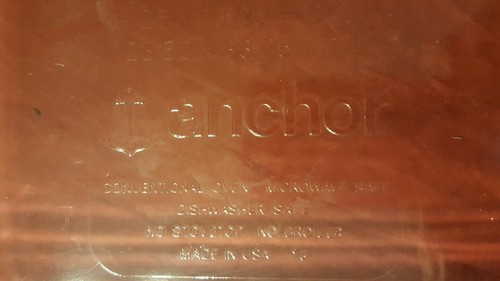 anchor
CONVENTIONAL OVEN MICROWAVE SAFE
DISHWASHER SAFE
NO STOVETOP NO BROILER
MADE IN USA